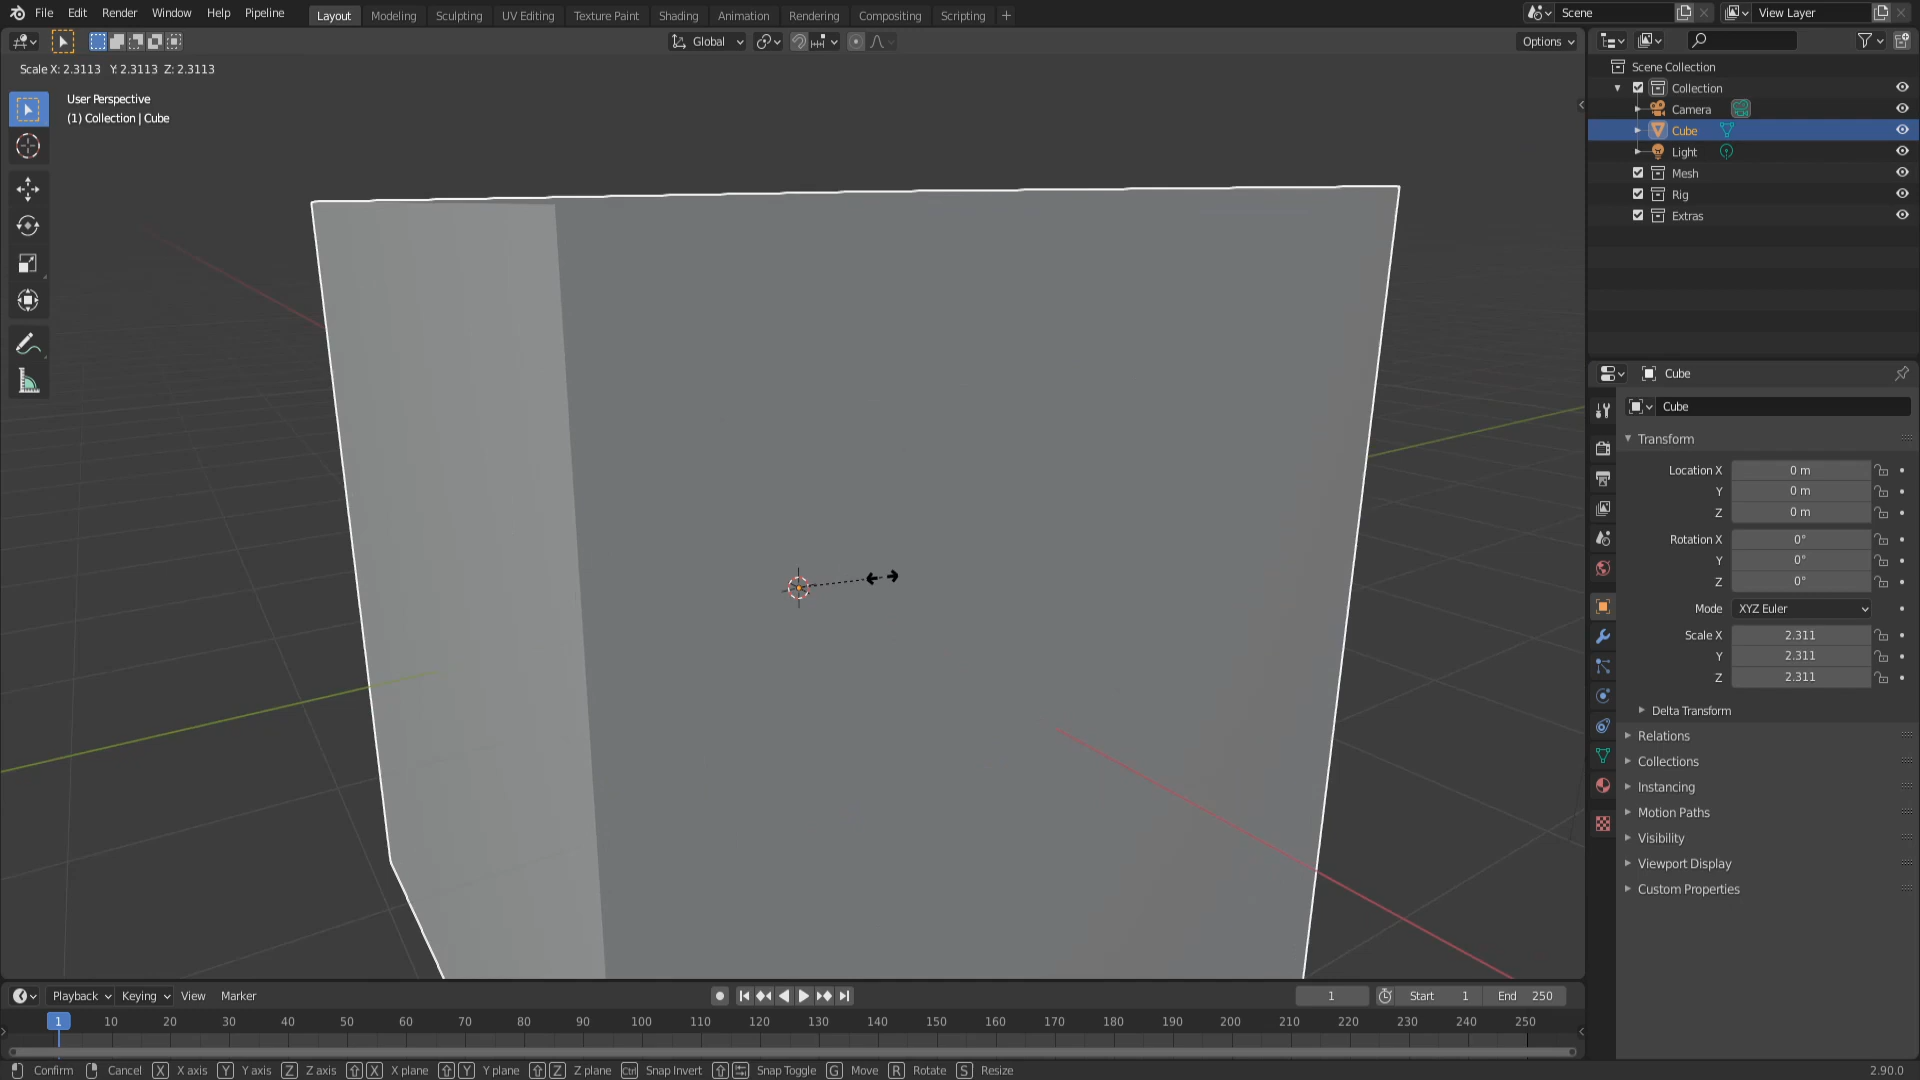 File Edit Render Window Help Pipeline
Layout Modeling Sculpting UV Editing Texture Paint Shading Animation Rendering Compositing Scripting +
Scene
View Layer
Global
Options
Scale X: 2.3113 Y: 2.3113 Z: 2.3113
User Perspective
(1) Collection | Cube
Scene Collection
Collection
Camera
Cube
Light
Mesh
Rig
Extras
Cube
Cube
Transform
Location X 0 m
Y 0 m
Z 0 m
Rotation X 0°
Y 0°
Z 0°
Mode XYZ Euler
Scale X 2.311
Y 2.311
Z 2.311
Delta Transform
Relations
Collections
Instancing
Motion Paths
Visibility
Viewport Display
Custom Properties
Playback Keying View Marker
1 Start 1 End 250
1 10 20 30 40 50 60 70 80 90 100 110 120 130 140 150 160 170 180 190 200 210 220 230 240 250
Confirm Cancel X X axis Y Y axis Z Z axis X X plane Y Y plane Z Z plane Ctrl Snap Invert Snap Toggle G Move R Rotate S Resize
2.90.0